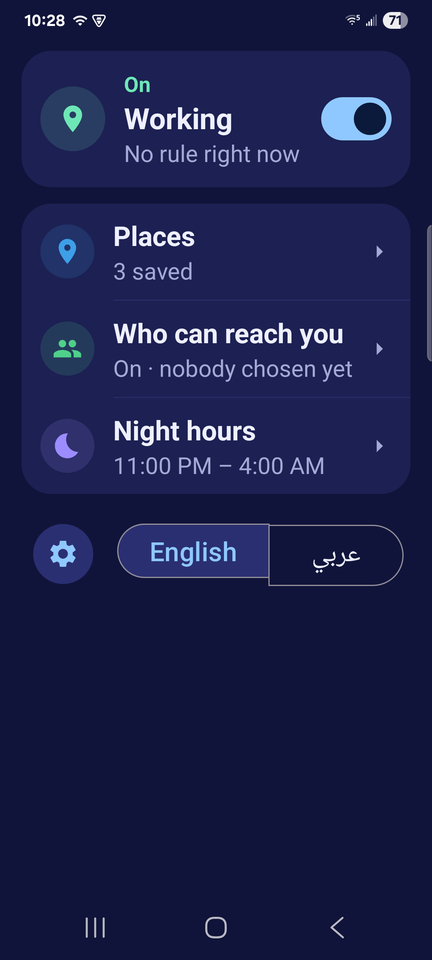 10:28
71
On
Working
No rule right now
Places
3 saved
Who can reach you
On · nobody chosen yet
Night hours
11:00 PM – 4:00 AM
English
عربي